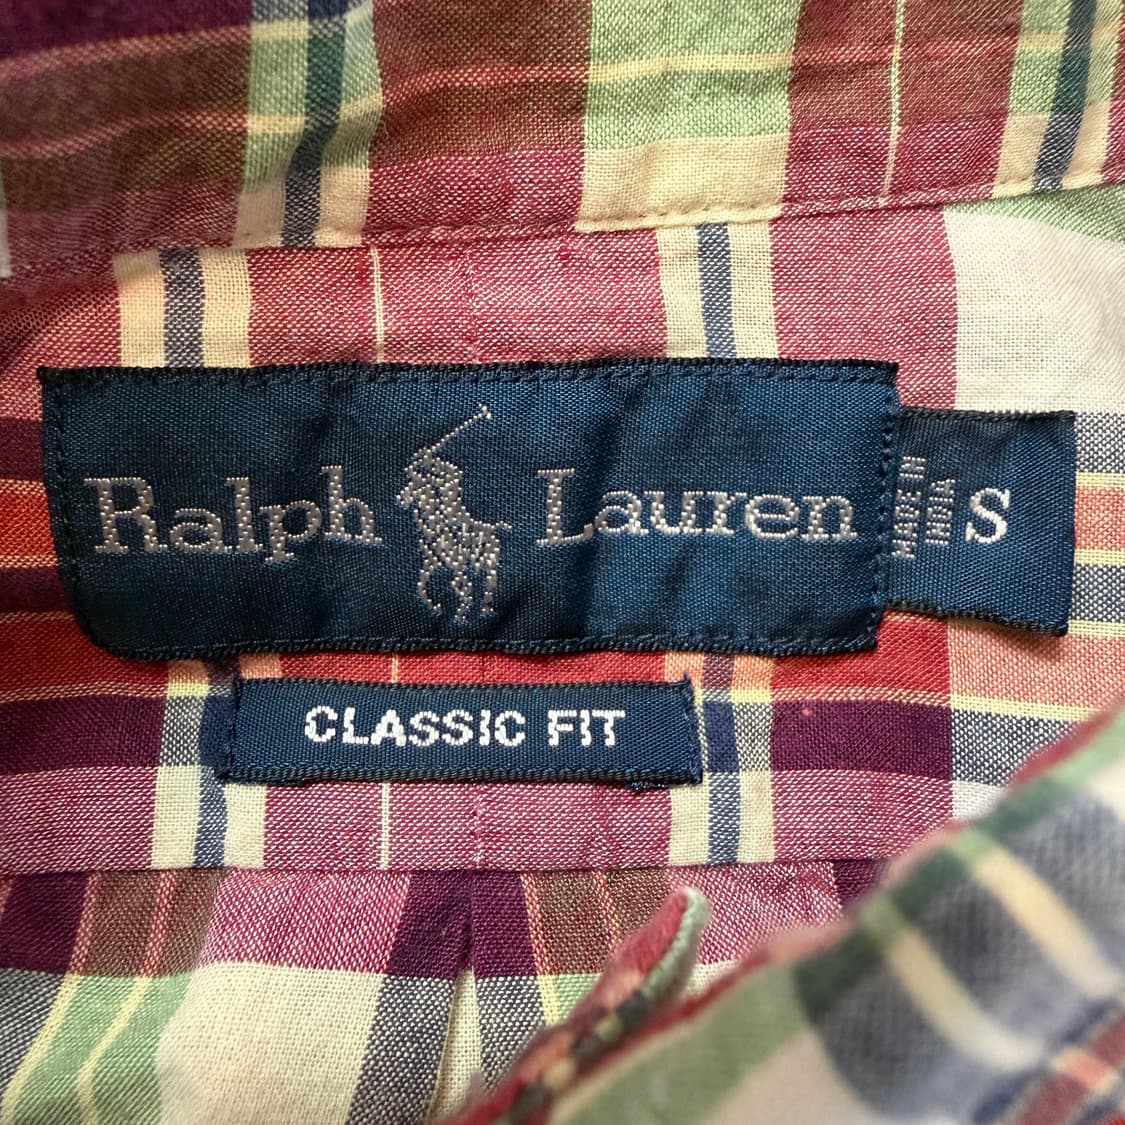 Ralph Lauren
MADE IN
INDIA
S
CLASSIC FIT